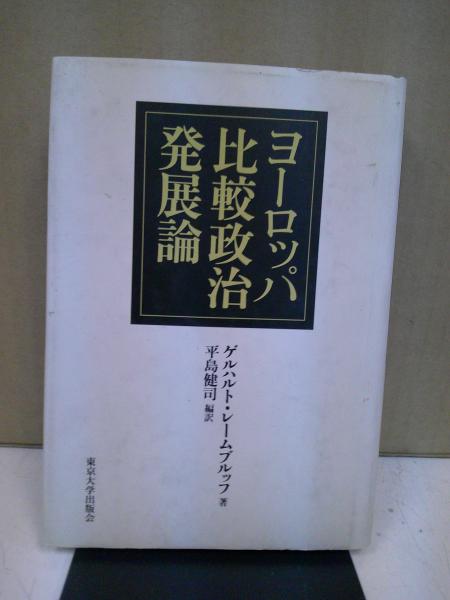 ヨーロッパ
比較政治
発展論
ゲルハルト・レームブルッフ 著
平島健司 編訳
東京大学出版会